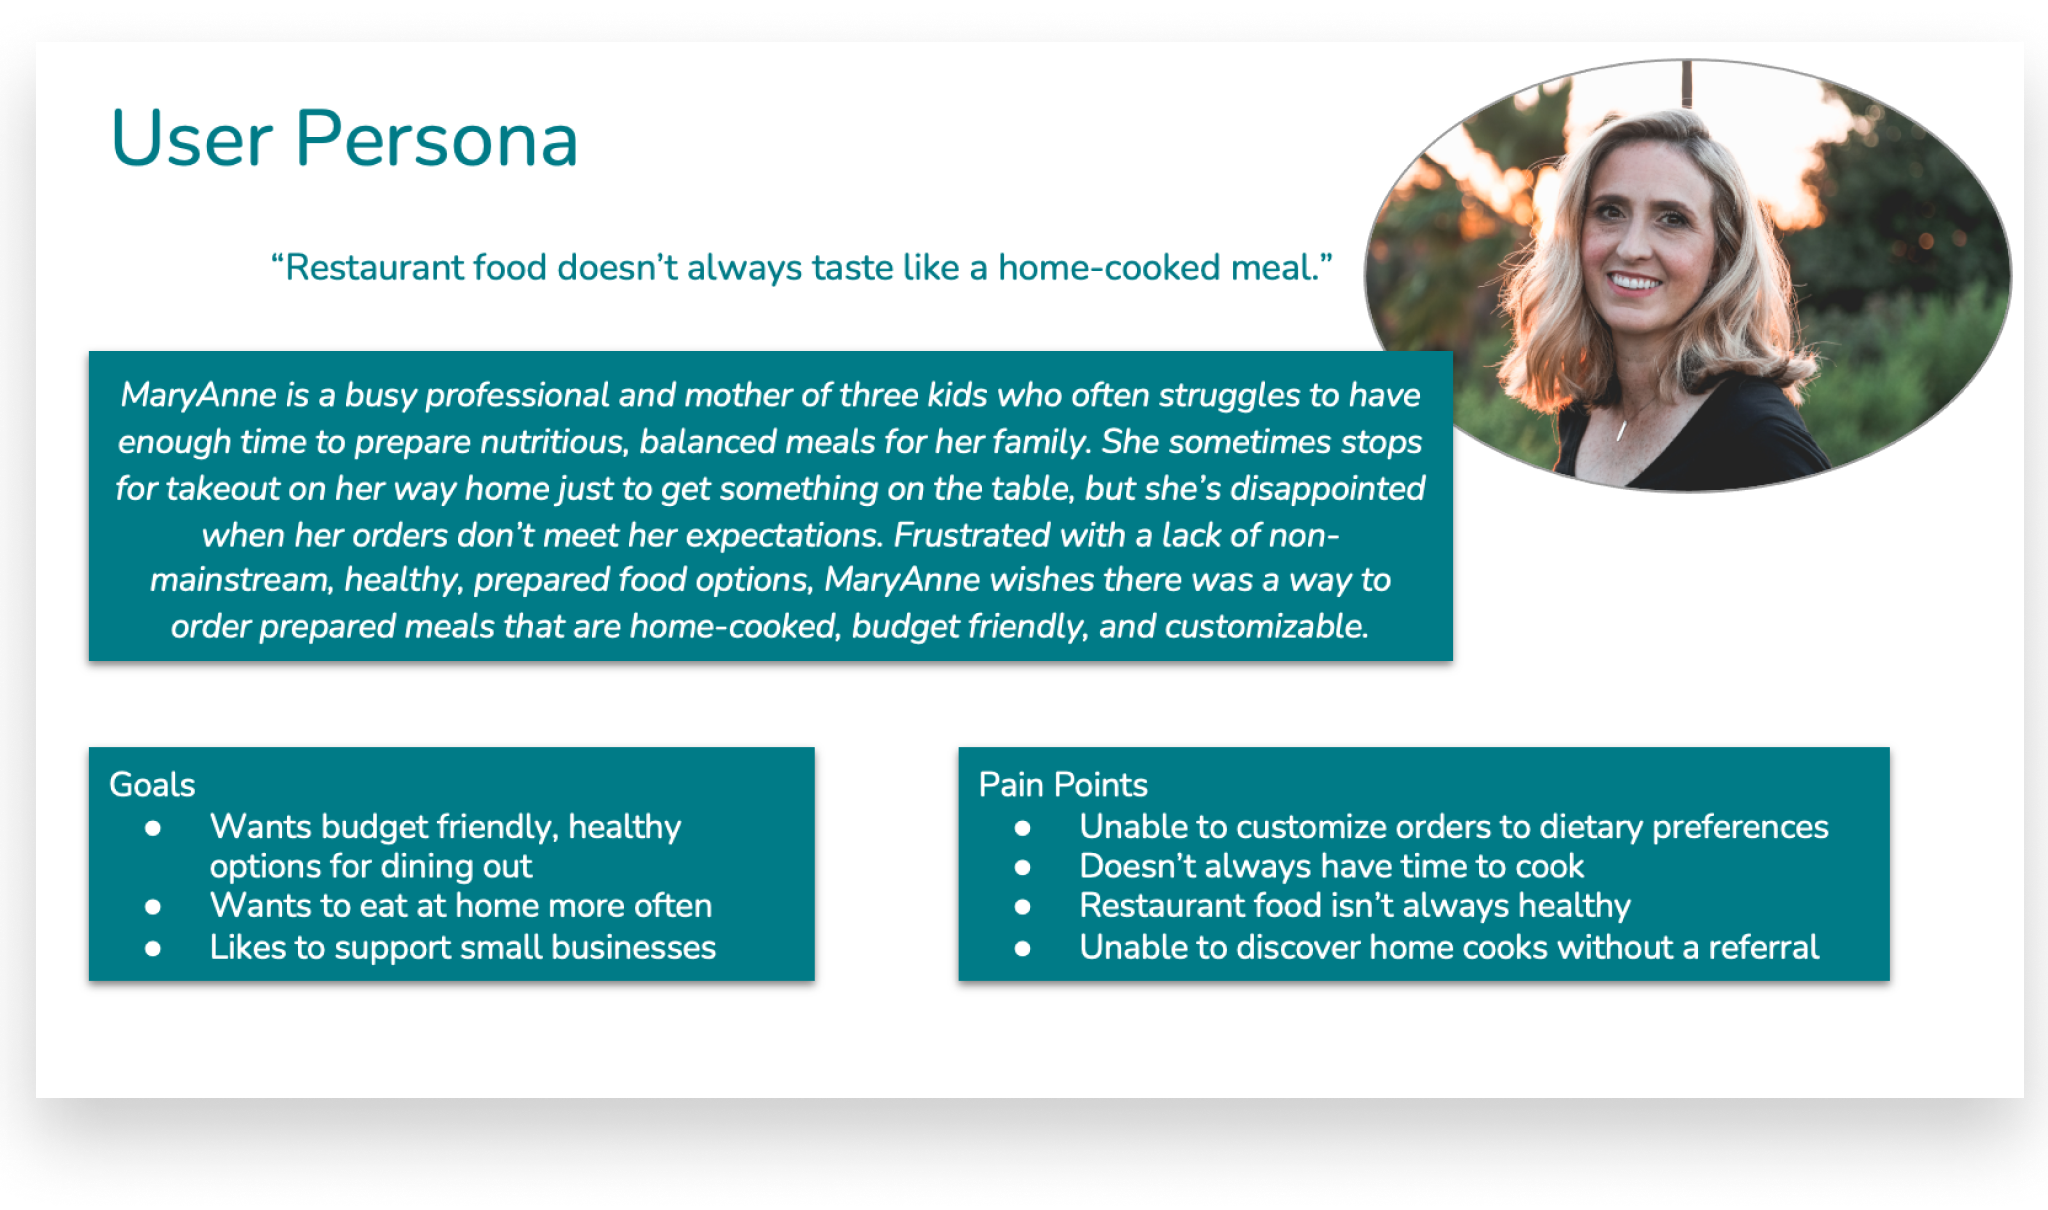 User Persona
“Restaurant food doesn’t always taste like a home-cooked meal.”
MaryAnne is a busy professional and mother of three kids who often struggles to have
enough time to prepare nutritious, balanced meals for her family. She sometimes stops
for takeout on her way home just to get something on the table, but she’s disappointed
when her orders don’t meet her expectations. Frustrated with a lack of non-
mainstream, healthy, prepared food options, MaryAnne wishes there was a way to
order prepared meals that are home-cooked, budget friendly, and customizable.
Goals
● Wants budget friendly, healthy
options for dining out
● Wants to eat at home more often
● Likes to support small businesses
Pain Points
● Unable to customize orders to dietary preferences
● Doesn’t always have time to cook
● Restaurant food isn’t always healthy
● Unable to discover home cooks without a referral